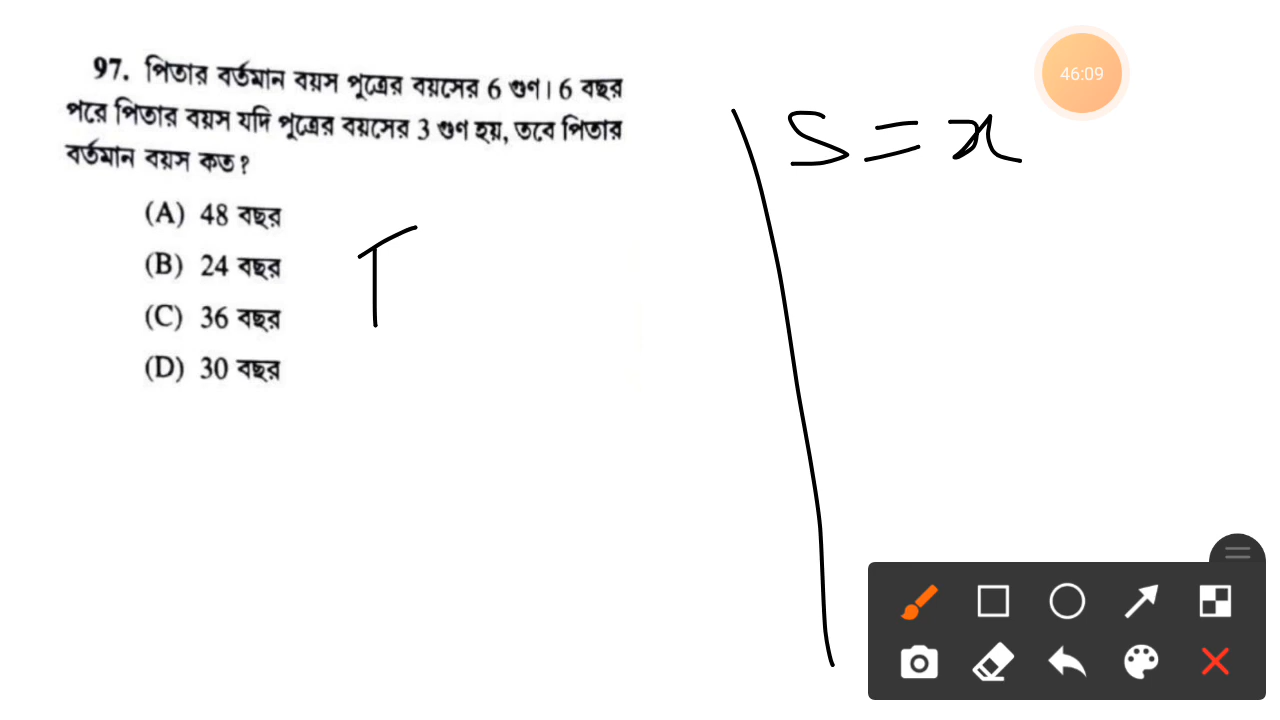 97. পিতার বর্তমান বয়স পুত্রের বয়সের 6 গুণ। 6 বছর
পরে পিতার বয়স যদি পুত্রের বয়সের 3 গুণ হয়, তবে পিতার
বর্তমান বয়স কত?
(A) 48 বছর
(B) 24 বছর
(C) 36 বছর
(D) 30 বছর
S = x
46:09